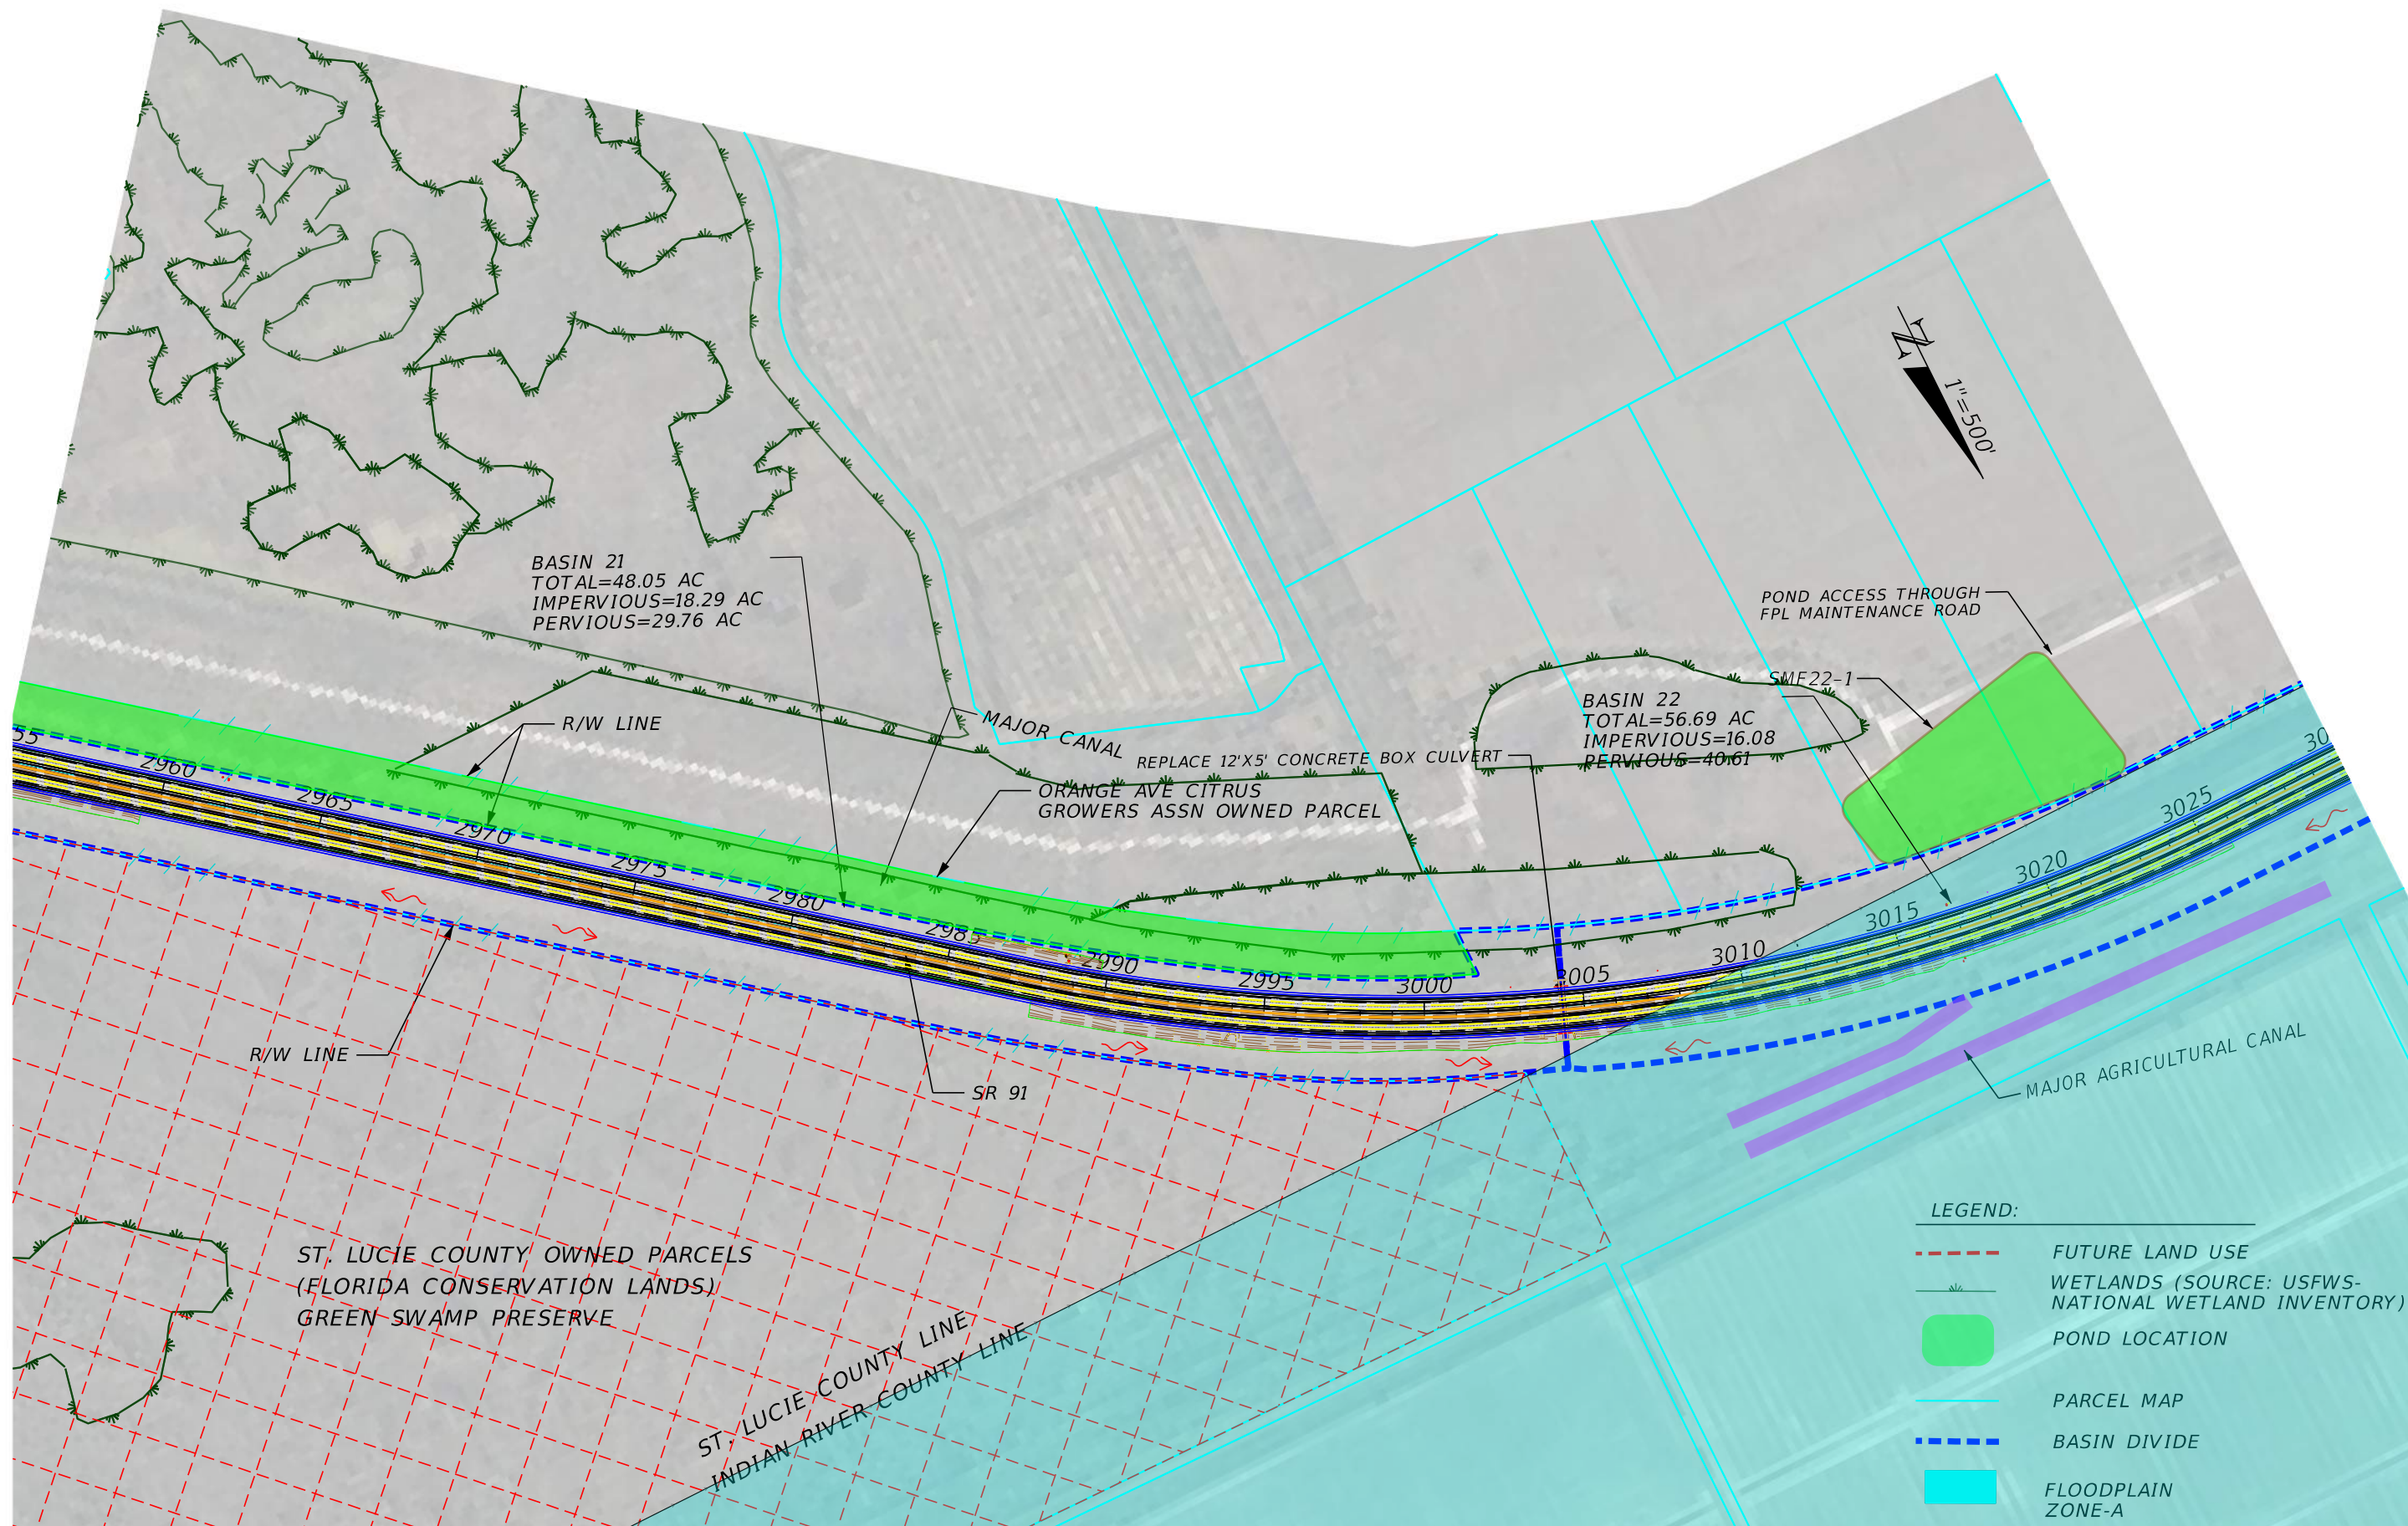 N
1"=500'
BASIN 21
TOTAL=48.05 AC
IMPERVIOUS=18.29 AC
PERVIOUS=29.76 AC
POND ACCESS THROUGH
FPL MAINTENANCE ROAD
SMF22-1
BASIN 22
TOTAL=56.69 AC
IMPERVIOUS=16.08
PERVIOUS=40.61
R/W LINE
MAJOR CANAL
REPLACE 12'X5' CONCRETE BOX CULVERT
ORANGE AVE CITRUS
GROWERS ASSN OWNED PARCEL
55
2960
2965
2970
2975
2980
2985
2990
2995
3000
3005
3010
3015
3020
3025
30
R/W LINE
SR 91
MAJOR AGRICULTURAL CANAL
ST. LUCIE COUNTY OWNED PARCELS
(FLORIDA CONSERVATION LANDS)
GREEN SWAMP PRESERVE
ST. LUCIE COUNTY LINE
INDIAN RIVER COUNTY LINE
LEGEND:
FUTURE LAND USE
WETLANDS (SOURCE: USFWS-
NATIONAL WETLAND INVENTORY)
POND LOCATION
PARCEL MAP
BASIN DIVIDE
FLOODPLAIN
ZONE-A